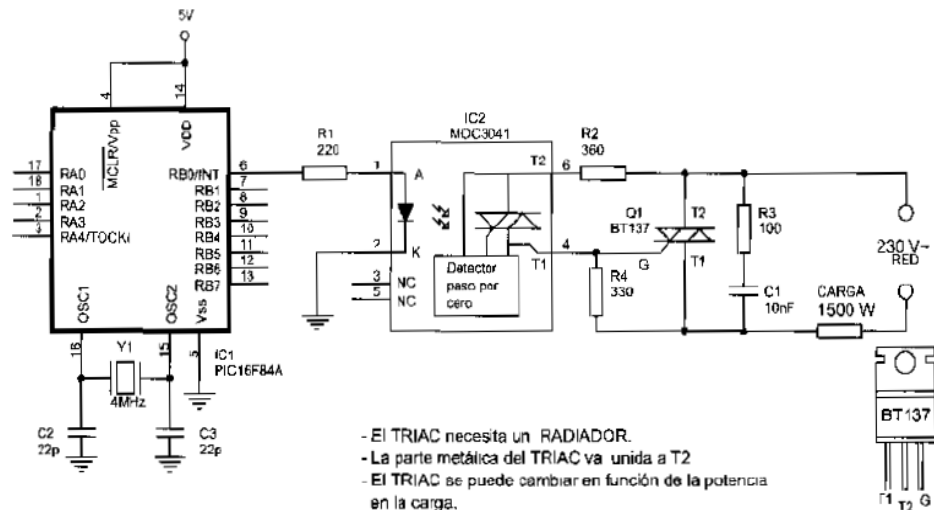 5V
4
14
MCLR/Vpp
VDD
17 RA0
18 RA1
1 RA2
2 RA3
3 RA4/TOCKI
RB0/INT 6
RB1 7
RB2 8
RB3 9
RB4 10
RB5 11
RB6 12
RB7 13
OSC1
OSC2
Vss
16
15
5
IC1
PIC16F84A
Y1
4MHz
C2
22p
C3
22p
R1
220
IC2
MOC3041
1
A
2
K
3
NC
5
NC
T2
6
T1
4
Detector
paso por
cero
R2
360
R4
330
Q1
BT137
T2
G
T1
R3
100
C1
10nF
230 V~
RED
CARGA
1500 W
BT137
T1
T2
G
- El TRIAC necesita un RADIADOR.
- La parte metálica del TRIAC va unida a T2
- El TRIAC se puede cambiar en función de la potencia
en la carga.